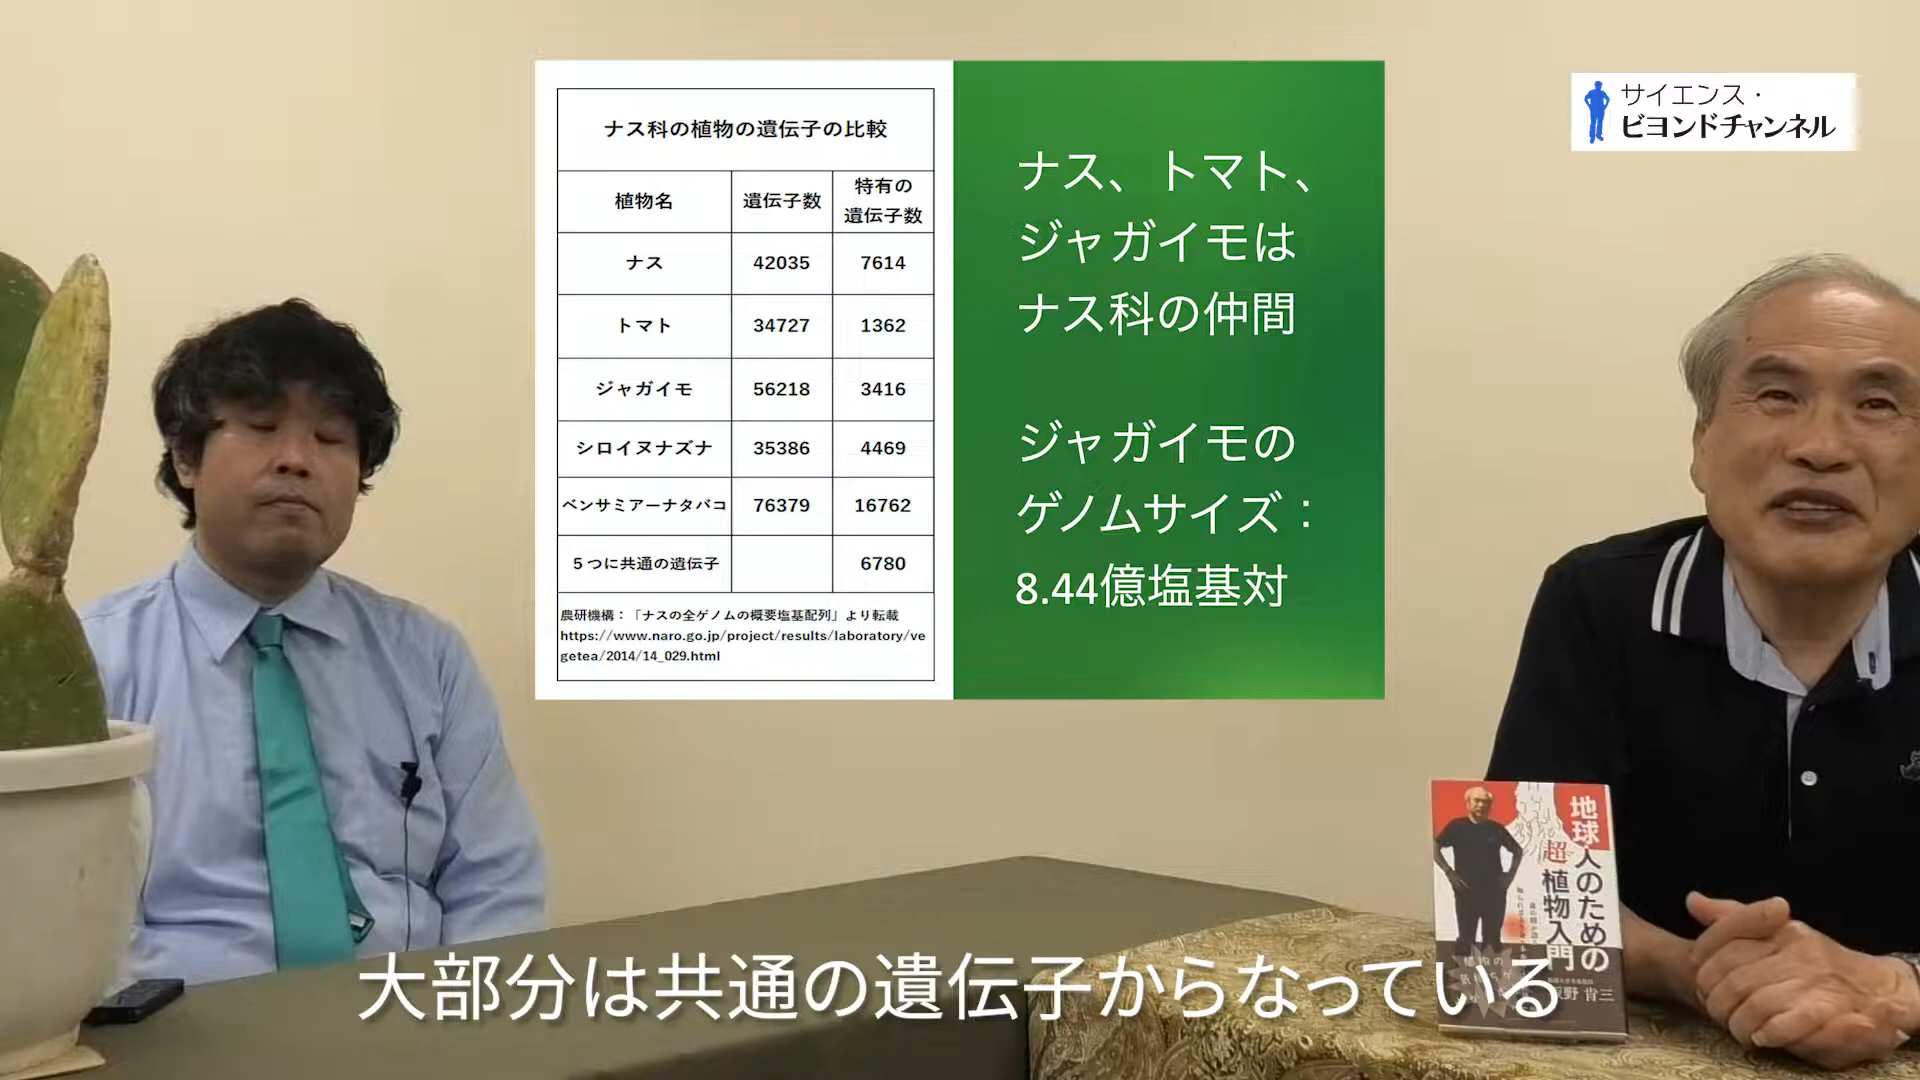 サイエンス・
ビヨンドチャンネル
ナス科の植物の遺伝子の比較
植物名 遺伝子数 特有の遺伝子数
ナス 42035 7614
トマト 34727 1362
ジャガイモ 56218 3416
シロイヌナズナ 35386 4469
ベンサミアーナタバコ 76379 16762
5つに共通の遺伝子 6780
農研機構：「ナスの全ゲノムの概要塩基配列」より転載
https://www.naro.go.jp/project/results/laboratory/ve
getea/2014/14_029.html
ナス、トマト、
ジャガイモは
ナス科の仲間
ジャガイモの
ゲノムサイズ：
8.44億塩基対
地球人のための
超植物入門
大部分は共通の遺伝子からなっている